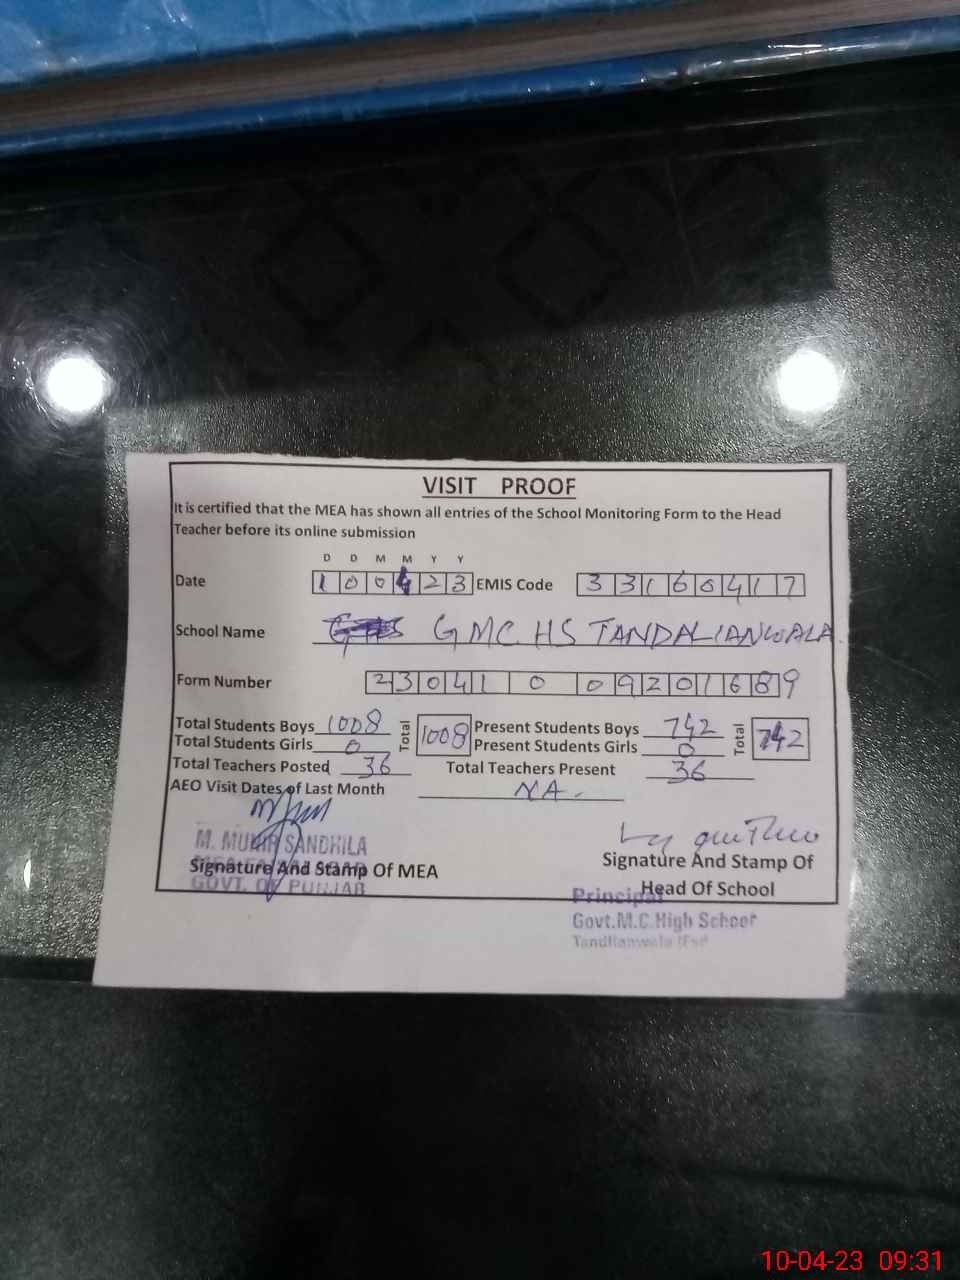 VISIT PROOF
It is certified that the MEA has shown all entries of the School Monitoring Form to the Head
Teacher before its online submission
D D M M Y Y
Date 1 0 0 4 2 3 EMIS Code 3 3 1 6 0 4 1 7
School Name G MC HS TANDALIANWALA
Form Number 2 3 0 4 1 0 0 9 2 0 1 6 8 9
Total Students Boys 1008 Total 1008 Present Students Boys 742 Total 742
Total Students Girls 0 Present Students Girls 0
Total Teachers Posted 36 Total Teachers Present 36
AEO Visit Dates of Last Month NA.
M. MUNIR SANDHILA
Signature And Stamp Of MEA
GOVT. OF PUNJAB
Signature And Stamp Of
Head Of School
Principal
Govt.M.C.High School
10-04-23 09:31